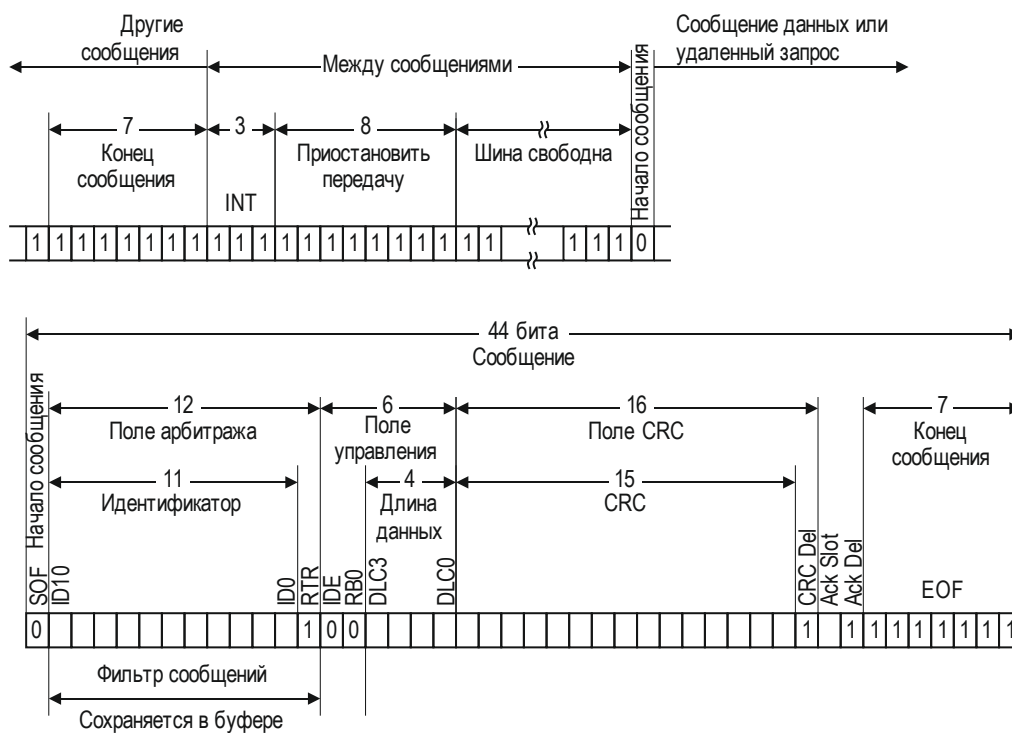 Другие
сообщения
Между сообщениями
Начало сообщения
Сообщение данных или
удаленный запрос
7
Конец
сообщения
3
INT
8
Приостановить
передачу
Шина свободна
1 1 1 1 1 1 1 1 1 1 1 1 1 1 1 1 1 1 1 1 1 1 1 1 0
44 бита
Сообщение
Начало сообщения
12
Поле арбитража
6
Поле
управления
16
Поле CRC
7
Конец
сообщения
11
Идентификатор
4
Длина
данных
15
CRC
SOF
ID10
ID0
RTR
IDE
RB0
DLC3
DLC0
CRC Del
Ack Slot
Ack Del
EOF
0 1 0 0 1 1 1 1 1 1 1 1 1
Фильтр сообщений
Сохраняется в буфере